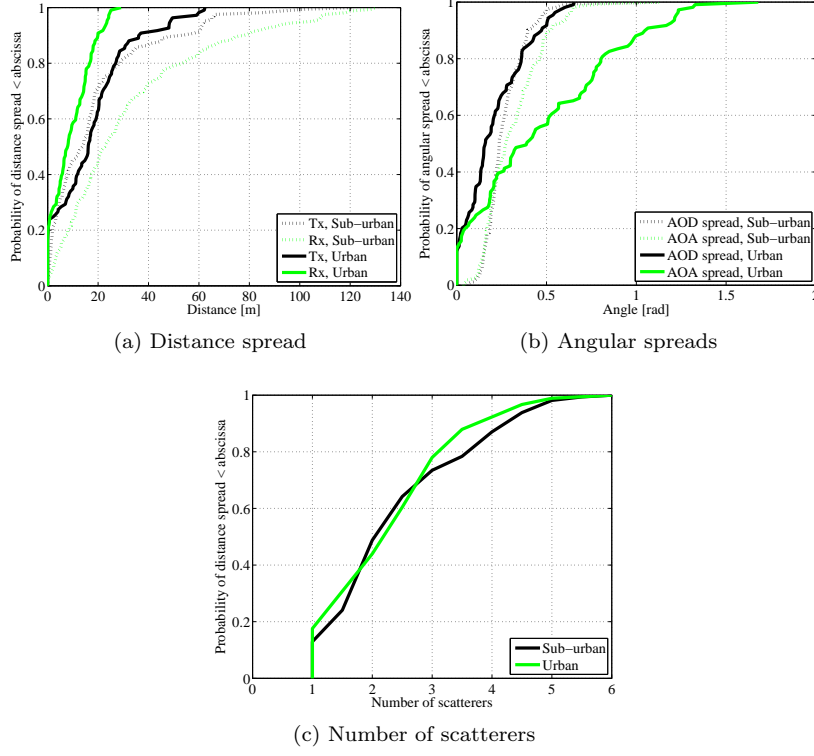 Probability of distance spread < abscissa
1
0.8
0.6
0.4
0.2
0
0 20 40 60 80 100 120 140
Distance [m]
Tx, Sub-urban
Rx, Sub-urban
Tx, Urban
Rx, Urban
(a) Distance spread
Probability of angular spread < abscissa
1
0.8
0.6
0.4
0.2
0
0 0.5 1 1.5 2
Angle [rad]
AOD spread, Sub-urban
AOA spread, Sub-urban
AOD spread, Urban
AOA spread, Urban
(b) Angular spreads
Probability of distance spread < abscissa
1
0.8
0.6
0.4
0.2
0
0 1 2 3 4 5 6
Number of scatterers
Sub-urban
Urban
(c) Number of scatterers